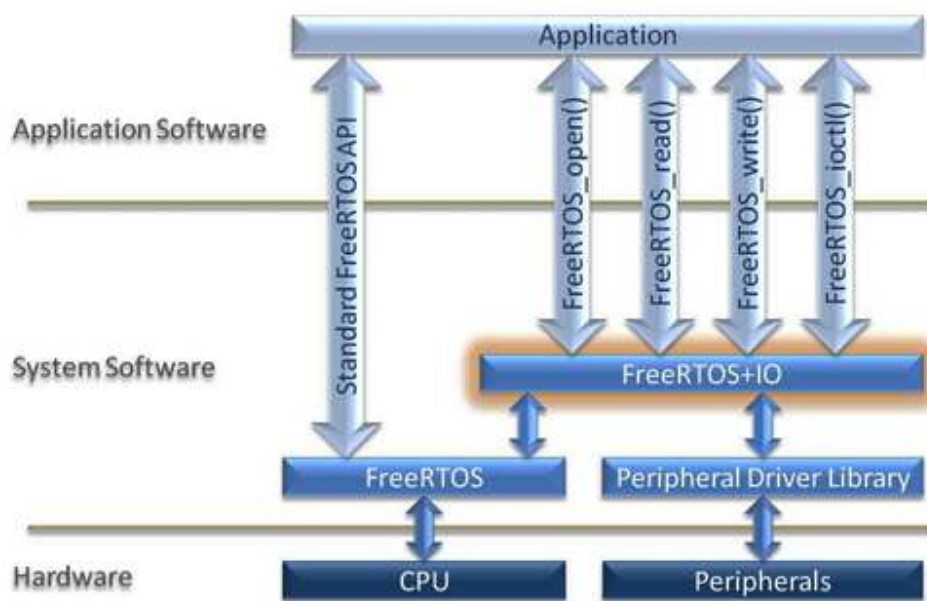 Application
Application Software
Standard FreeRTOS API
FreeRTOS_open()
FreeRTOS_read()
FreeRTOS_write()
FreeRTOS_ioctl()
System Software
FreeRTOS+IO
FreeRTOS
Peripheral Driver Library
Hardware
CPU
Peripherals